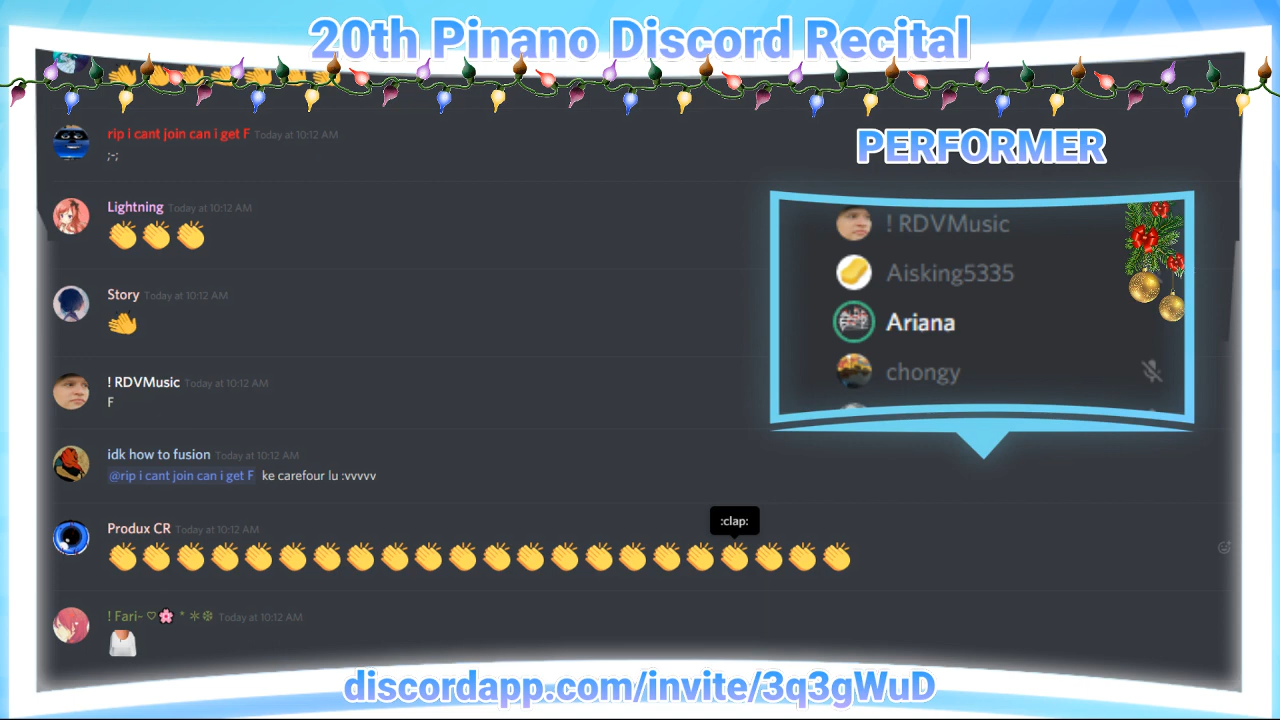 20th Pinano Discord Recital
rip i cant join can i get F Today at 10:12 AM
;-;
Lightning Today at 10:12 AM
Story Today at 10:12 AM
! RDVMusic Today at 10:12 AM
F
idk how to fusion Today at 10:12 AM
@rip i cant join can i get F ke carefour lu :vvvvv
Produx CR Today at 10:12 AM
:clap:
! Fari~ ♡🌸 * ✲❄ Today at 10:12 AM
PERFORMER
! RDVMusic
Aisking5335
Ariana
chongy
discordapp.com/invite/3q3gWuD